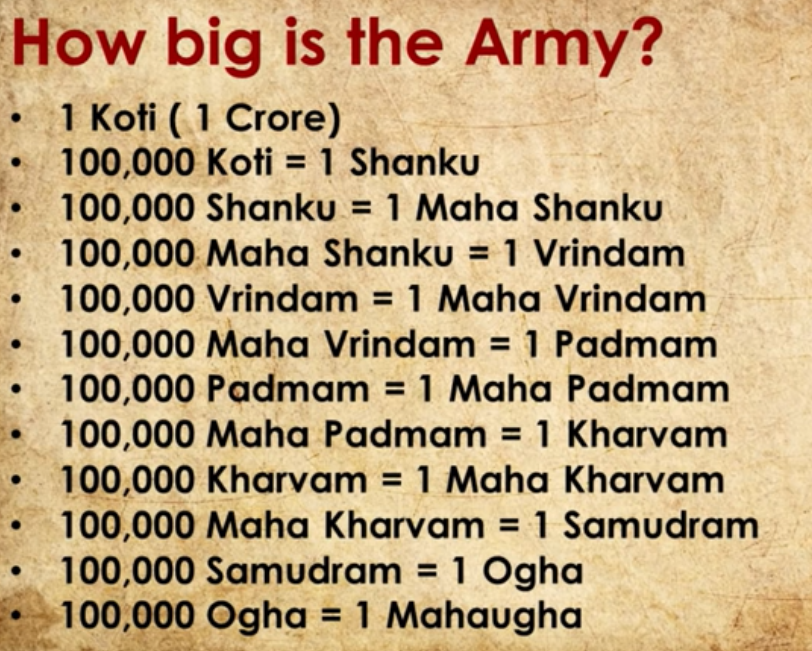 How big is the Army?
• 1 Koti ( 1 Crore)
• 100,000 Koti = 1 Shanku
• 100,000 Shanku = 1 Maha Shanku
• 100,000 Maha Shanku = 1 Vrindam
• 100,000 Vrindam = 1 Maha Vrindam
• 100,000 Maha Vrindam = 1 Padmam
• 100,000 Padmam = 1 Maha Padmam
• 100,000 Maha Padmam = 1 Kharvam
• 100,000 Kharvam = 1 Maha Kharvam
• 100,000 Maha Kharvam = 1 Samudram
• 100,000 Samudram = 1 Ogha
• 100,000 Ogha = 1 Mahaugha